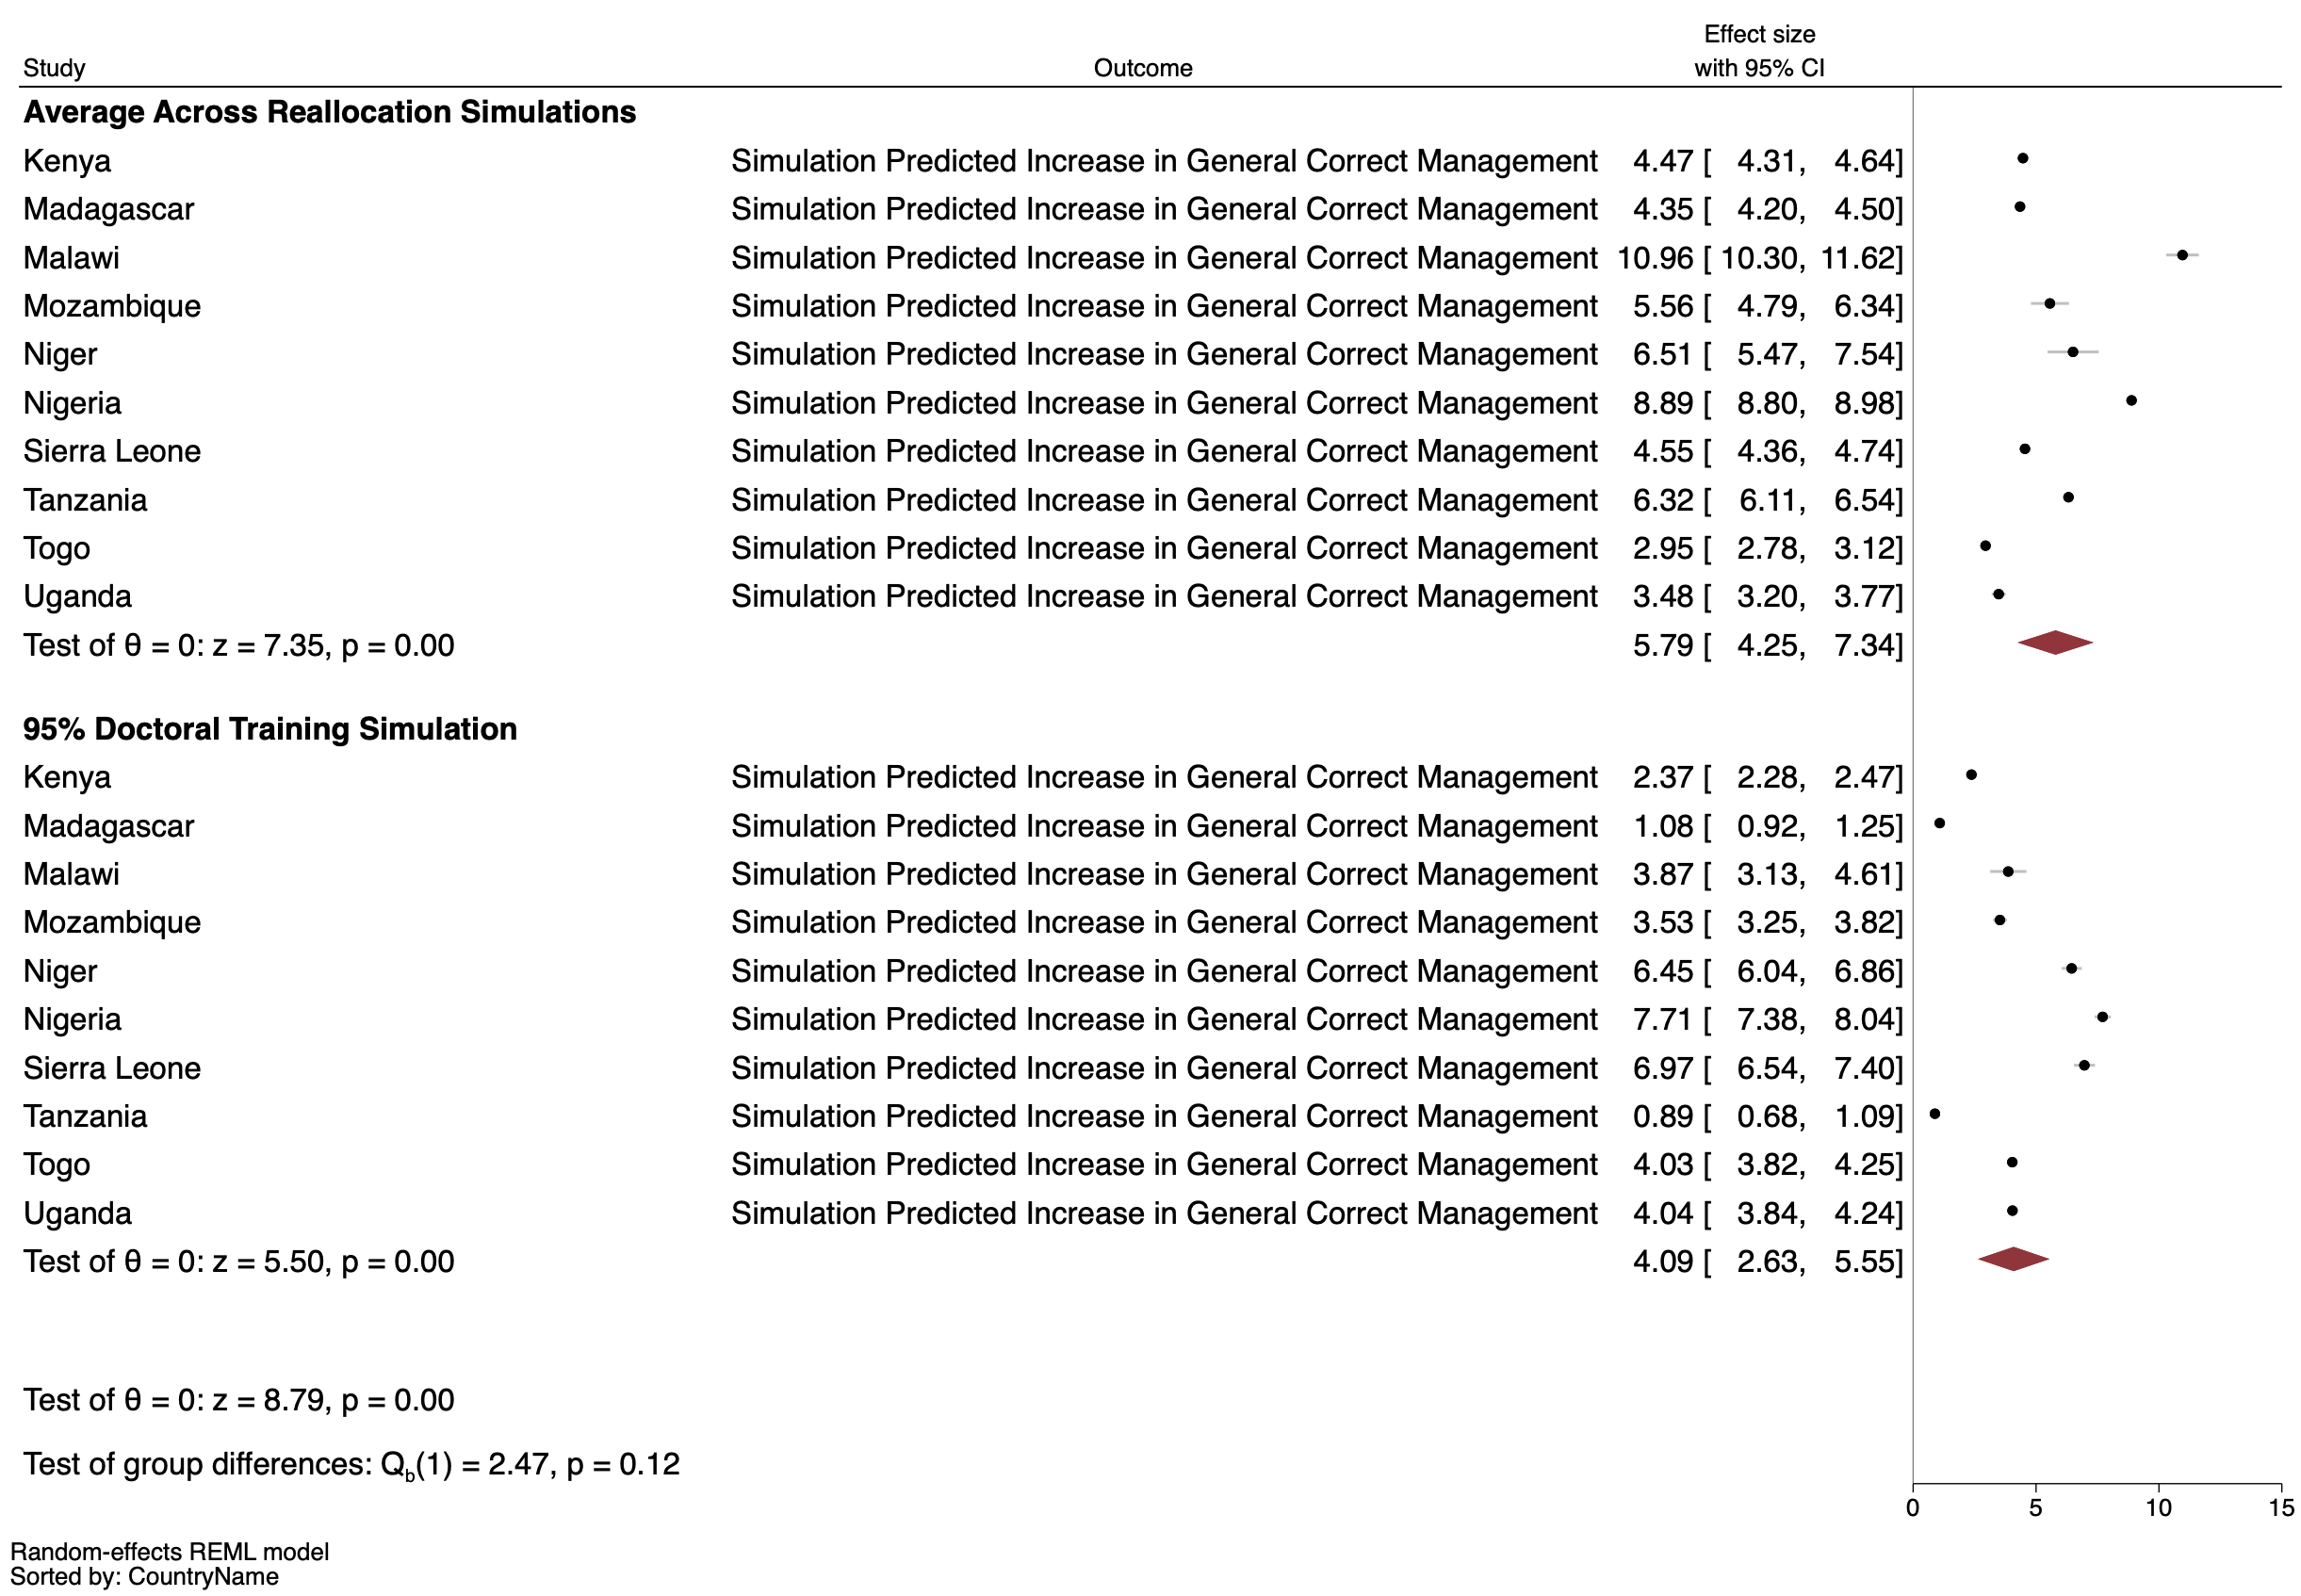 Effect size
Study Outcome with 95% CI
Average Across Reallocation Simulations
Kenya Simulation Predicted Increase in General Correct Management 4.47 [ 4.31, 4.64]
Madagascar Simulation Predicted Increase in General Correct Management 4.35 [ 4.20, 4.50]
Malawi Simulation Predicted Increase in General Correct Management 10.96 [ 10.30, 11.62]
Mozambique Simulation Predicted Increase in General Correct Management 5.56 [ 4.79, 6.34]
Niger Simulation Predicted Increase in General Correct Management 6.51 [ 5.47, 7.54]
Nigeria Simulation Predicted Increase in General Correct Management 8.89 [ 8.80, 8.98]
Sierra Leone Simulation Predicted Increase in General Correct Management 4.55 [ 4.36, 4.74]
Tanzania Simulation Predicted Increase in General Correct Management 6.32 [ 6.11, 6.54]
Togo Simulation Predicted Increase in General Correct Management 2.95 [ 2.78, 3.12]
Uganda Simulation Predicted Increase in General Correct Management 3.48 [ 3.20, 3.77]
Test of θ = 0: z = 7.35, p = 0.00 5.79 [ 4.25, 7.34]
95% Doctoral Training Simulation
Kenya Simulation Predicted Increase in General Correct Management 2.37 [ 2.28, 2.47]
Madagascar Simulation Predicted Increase in General Correct Management 1.08 [ 0.92, 1.25]
Malawi Simulation Predicted Increase in General Correct Management 3.87 [ 3.13, 4.61]
Mozambique Simulation Predicted Increase in General Correct Management 3.53 [ 3.25, 3.82]
Niger Simulation Predicted Increase in General Correct Management 6.45 [ 6.04, 6.86]
Nigeria Simulation Predicted Increase in General Correct Management 7.71 [ 7.38, 8.04]
Sierra Leone Simulation Predicted Increase in General Correct Management 6.97 [ 6.54, 7.40]
Tanzania Simulation Predicted Increase in General Correct Management 0.89 [ 0.68, 1.09]
Togo Simulation Predicted Increase in General Correct Management 4.03 [ 3.82, 4.25]
Uganda Simulation Predicted Increase in General Correct Management 4.04 [ 3.84, 4.24]
Test of θ = 0: z = 5.50, p = 0.00 4.09 [ 2.63, 5.55]
Test of θ = 0: z = 8.79, p = 0.00
Test of group differences: Q_b(1) = 2.47, p = 0.12
0 5 10 15
Random-effects REML model
Sorted by: CountryName